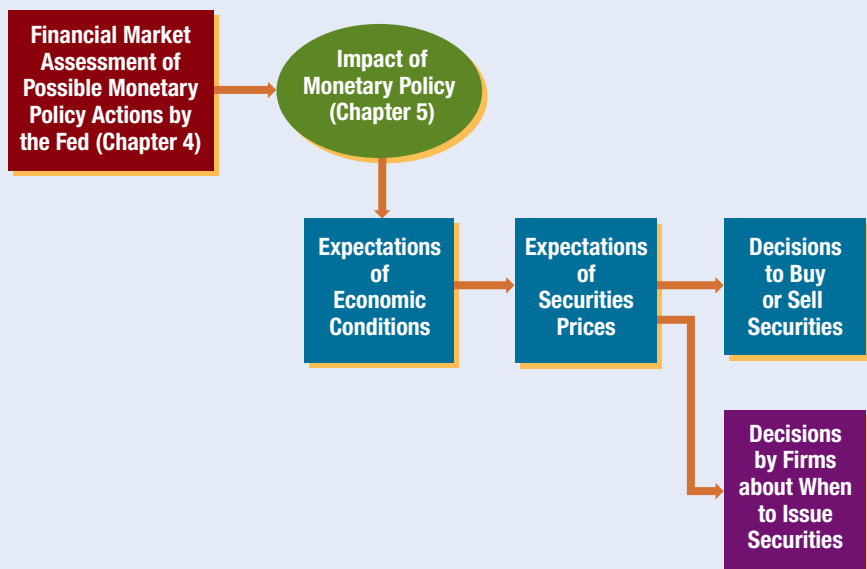 Financial Market
Assessment of
Possible Monetary
Policy Actions by
the Fed (Chapter 4)
Impact of
Monetary Policy
(Chapter 5)
Expectations
of
Economic
Conditions
Expectations
of
Securities
Prices
Decisions
to Buy
or Sell
Securities
Decisions
by Firms
about When
to Issue
Securities